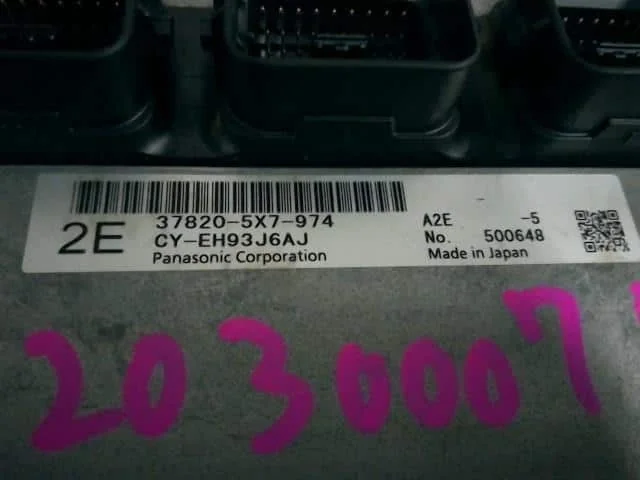 2E
37820-5X7-974
CY-EH93J6AJ
Panasonic Corporation
A2E -5
No. 500648
Made in Japan
2030007